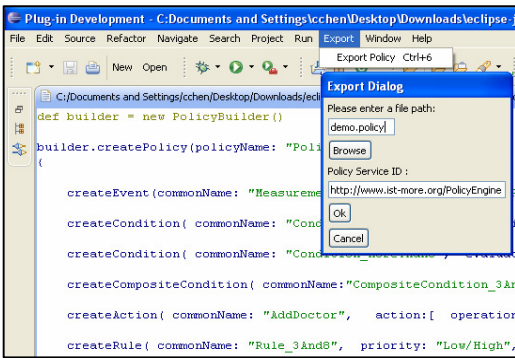 Plug-in Development - C:Documents and Settings\cchen\Desktop\Downloads\eclipse-j
File Edit Source Refactor Navigate Search Project Run Export Window Help
Export Policy Ctrl+6
New Open
Export Dialog
Please enter a file path:
demo.policy
Browse
Policy Service ID :
http://www.ist-more.org/PolicyEngine
Ok
Cancel
C:/Documents and Settings/cchen/Desktop/Downloads/ecli
def builder = new PolicyBuilder()
builder.createPolicy(policyName: "Poli
{
createEvent(commonName: "Measureme
createCondition( commonName: "Cond
createCondition( commonName:
createCompositeCondition( commonName:"CompositeCondition_3An
createAction( commonName: "AddDoctor", action:[ operation
createRule( commonName: "Rule_3And8", priority: "Low/High",